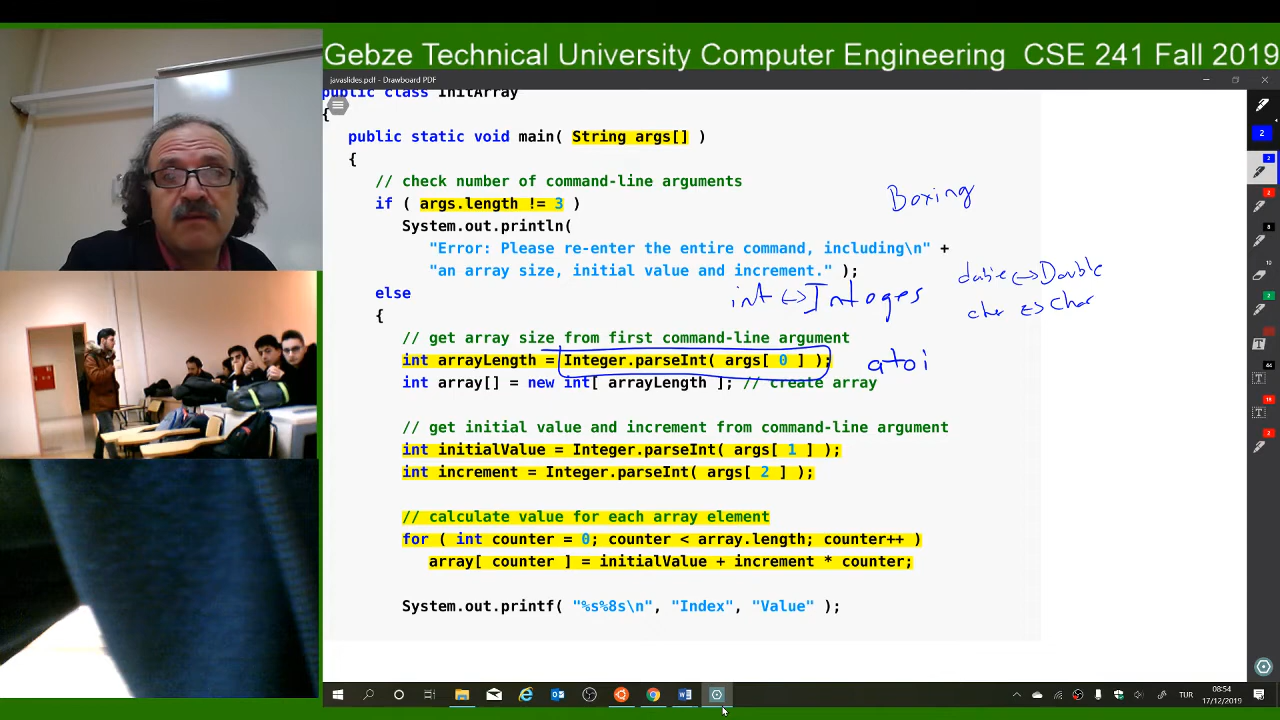 Gebze Technical University Computer Engineering CSE 241 Fall 2019
javaslides.pdf - Drawboard PDF
public class InitArray
{
public static void main( String args[] )
{
// check number of command-line arguments
if ( args.length != 3 )
System.out.println(
"Error: Please re-enter the entire command, including\n" +
"an array size, initial value and increment." );
else
{
// get array size from first command-line argument
int arrayLength = Integer.parseInt( args[ 0 ] );
int array[] = new int[ arrayLength ]; // create array
// get initial value and increment from command-line argument
int initialValue = Integer.parseInt( args[ 1 ] );
int increment = Integer.parseInt( args[ 2 ] );
// calculate value for each array element
for ( int counter = 0; counter < array.length; counter++ )
array[ counter ] = initialValue + increment * counter;
System.out.printf( "%s%8s\n", "Index", "Value" );
Boxing
int <-> Integes
<-> Double
char <-> Char
atoi
2
2
TUR
08:54
17/12/2019